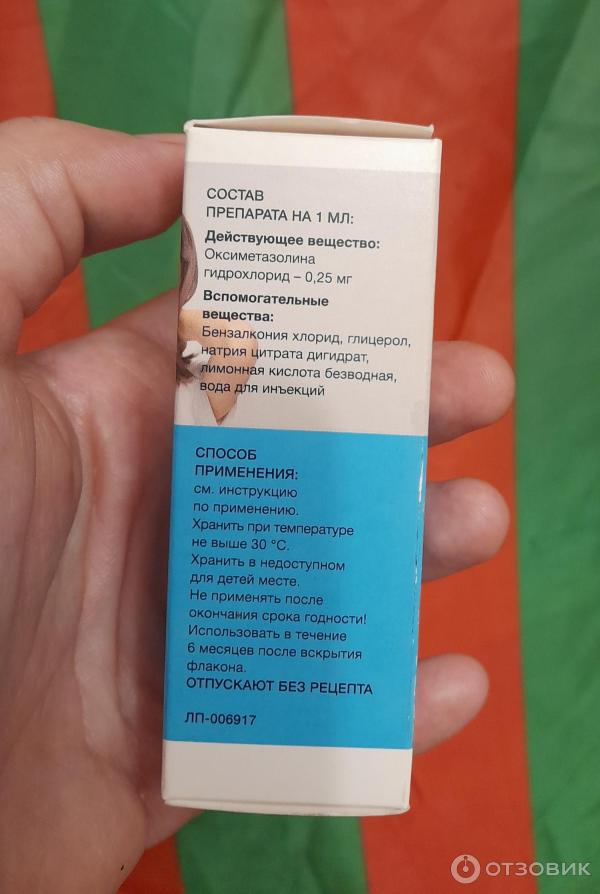 СОСТАВ
ПРЕПАРАТА НА 1 МЛ:
Действующее вещество:
Оксиметазолина
гидрохлорид – 0,25 мг
Вспомогательные
вещества:
Бензалкония хлорид, глицерол,
натрия цитрата дигидрат,
лимонная кислота безводная,
вода для инъекций
СПОСОБ
ПРИМЕНЕНИЯ:
см. инструкцию
по применению.
Хранить при температуре
не выше 30 °С.
Хранить в недоступном
для детей месте.
Не применять после
окончания срока годности!
Использовать в течение
6 месяцев после вскрытия
флакона.
ОТПУСКАЮТ БЕЗ РЕЦЕПТА
ЛП-006917
ОТЗОВИК